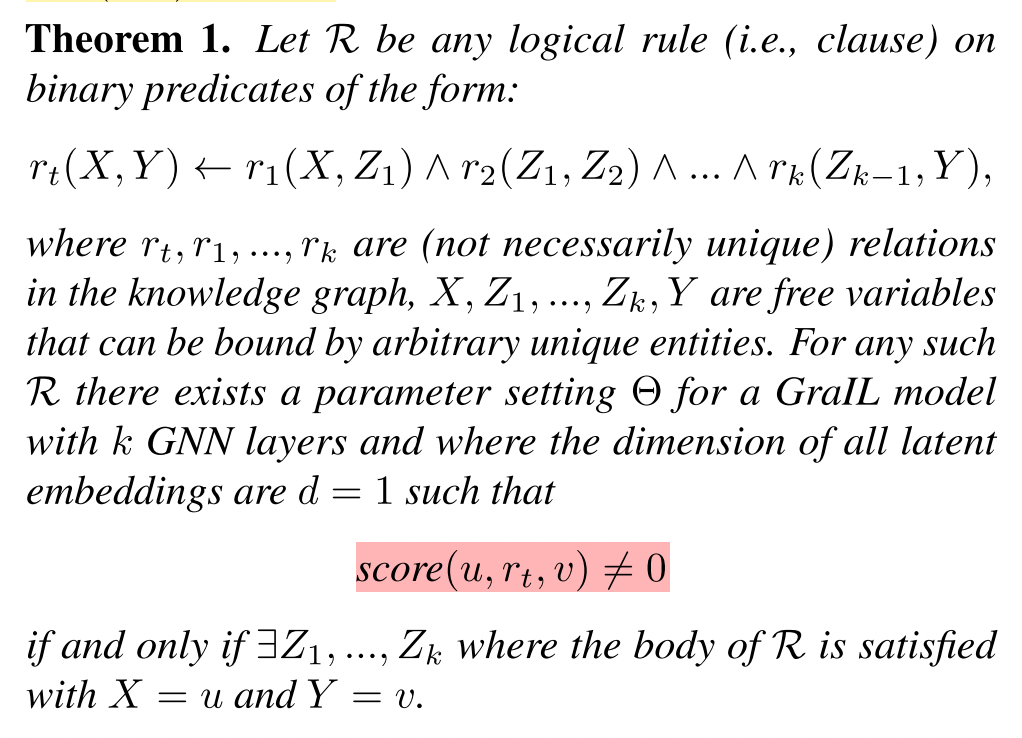 Theorem 1. Let ℛ be any logical rule (i.e., clause) on
binary predicates of the form:
r_t(X, Y) ← r_1(X, Z_1) ∧ r_2(Z_1, Z_2) ∧ ... ∧ r_k(Z_{k−1}, Y),
where r_t, r_1, ..., r_k are (not necessarily unique) relations
in the knowledge graph, X, Z_1, ..., Z_k, Y are free variables
that can be bound by arbitrary unique entities. For any such
ℛ there exists a parameter setting Θ for a GraIL model
with k GNN layers and where the dimension of all latent
embeddings are d = 1 such that
score(u, r_t, v) ≠ 0
if and only if ∃Z_1, ..., Z_k where the body of ℛ is satisfied
with X = u and Y = v.